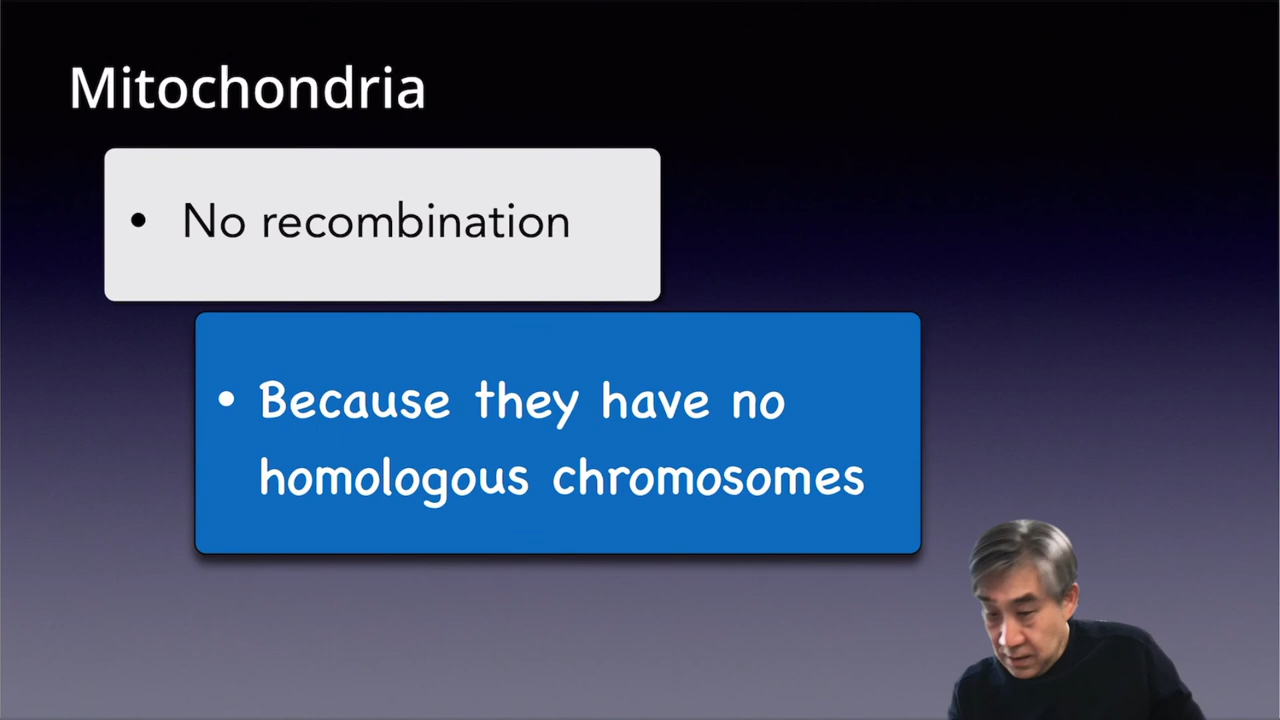 Mitochondria
• No recombination
• Because they have no
homologous chromosomes